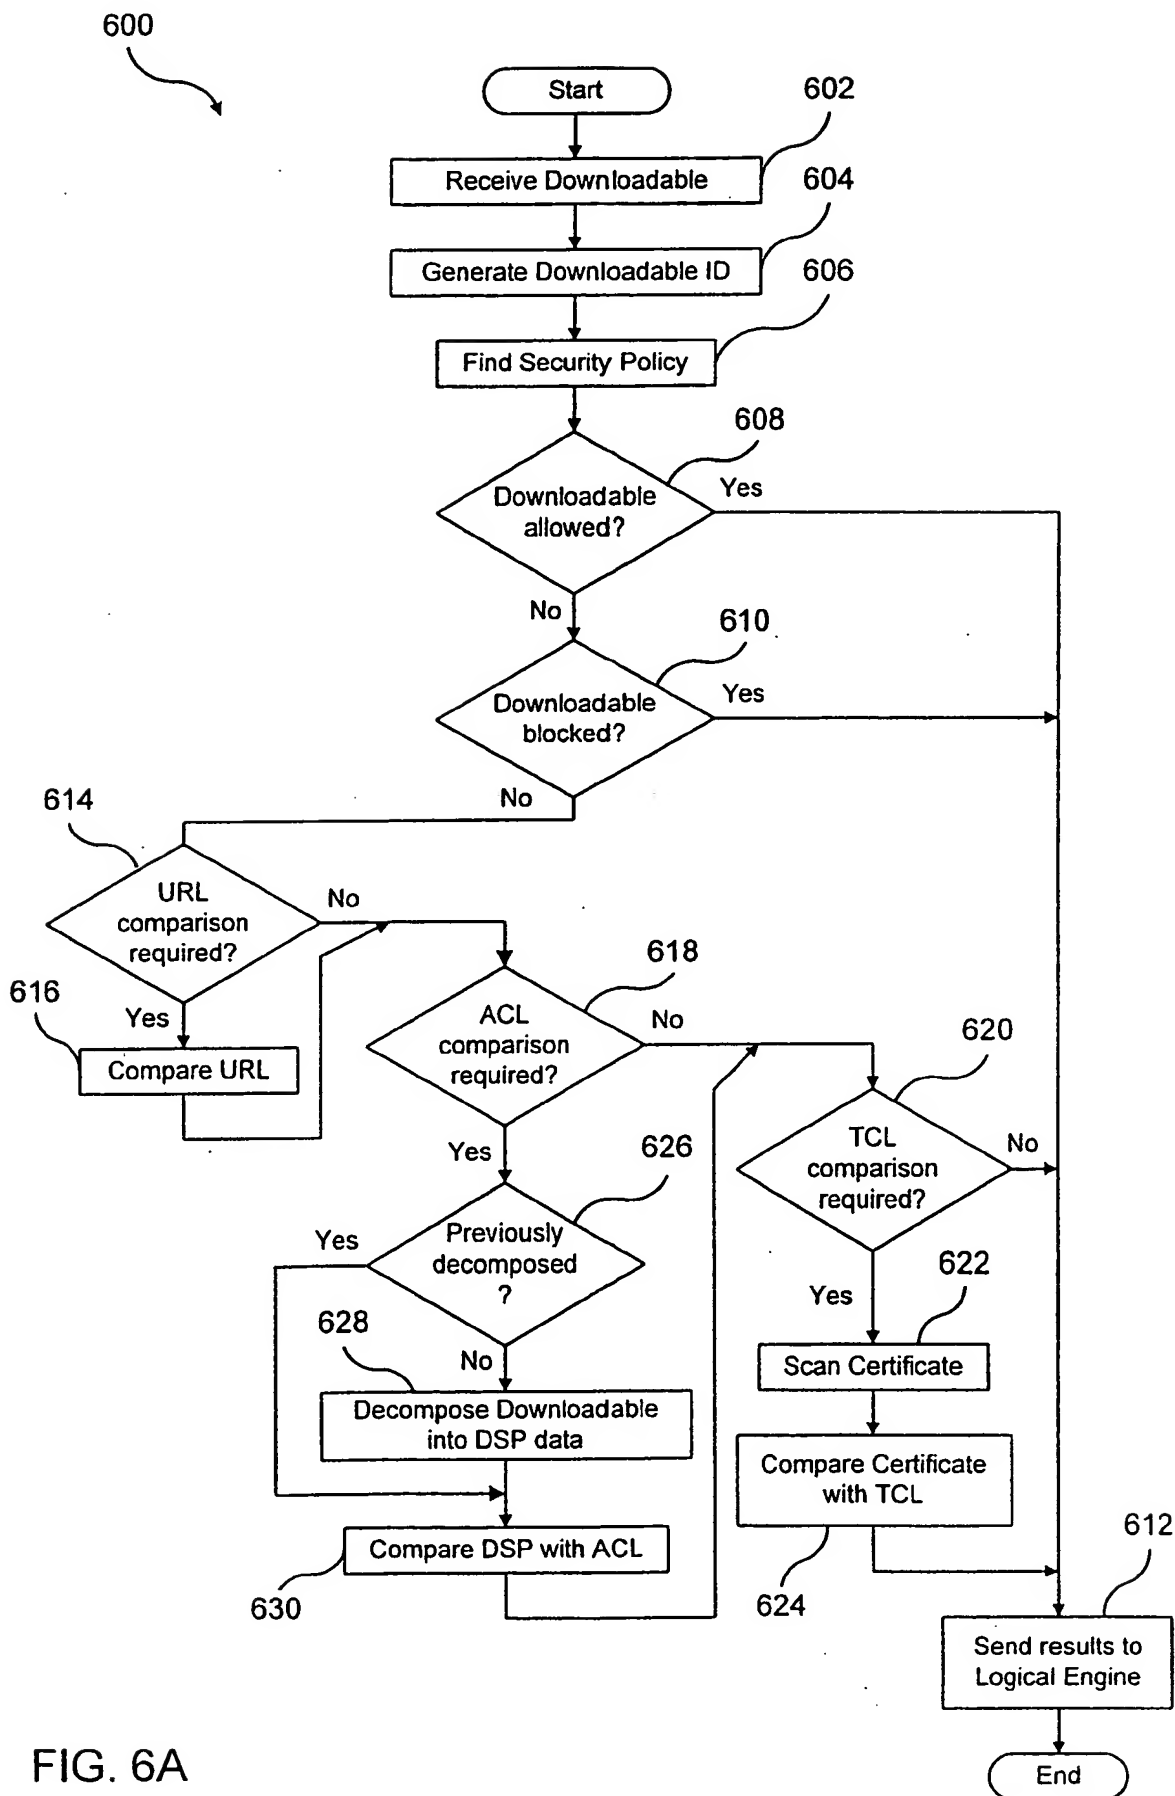 600
Start
602
Receive Downloadable
604
Generate Downloadable ID
606
Find Security Policy
608
Downloadable
allowed?
Yes
No
610
Downloadable
blocked?
Yes
No
614
URL
comparison
required?
No
616
Yes
Compare URL
618
ACL
comparison
required?
No
620
Yes
TCL
comparison
required?
No
626
Previously
decomposed
?
Yes
622
Yes
628
No
Scan Certificate
Decompose Downloadable
into DSP data
Compare Certificate
with TCL
612
Compare DSP with ACL
630
624
Send results to
Logical Engine
End
FIG. 6A